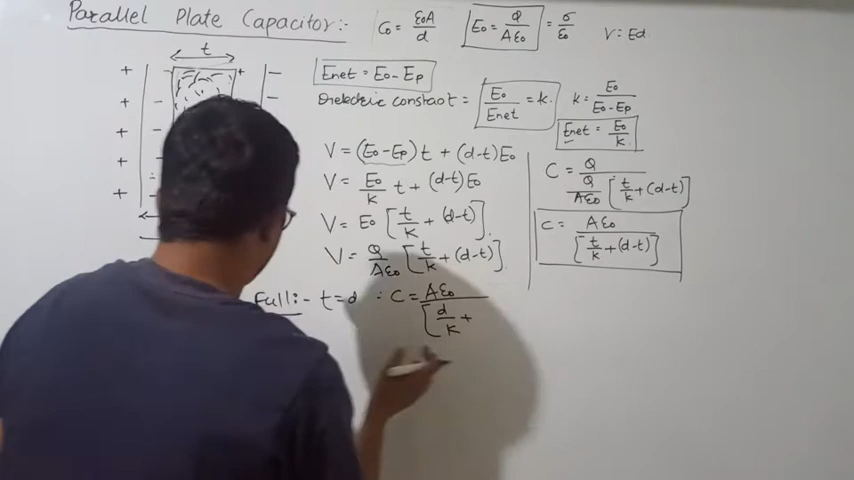 Parallel Plate Capacitor:-
C₀ = ε₀A/d
E₀ = Q/Aε₀ = σ/ε₀
V = Ed
t
+ − + −
+ − −
+ −
+ −
+ −
Enet = E₀ - Ep
Dielectric constant = E₀/Enet = k.
k = E₀/E₀-Ep
Enet = E₀/k
V = (E₀-Ep)t + (d-t)E₀
V = E₀/k t + (d-t)E₀
V = E₀ [t/k + (d-t)].
V = Q/Aε₀ [t/k + (d-t)].
C = Q / Q/Aε₀ [t/k + (d-t)]
C = Aε₀ / [t/k + (d-t)]
Full:- t=d : C = Aε₀ / [d/k +